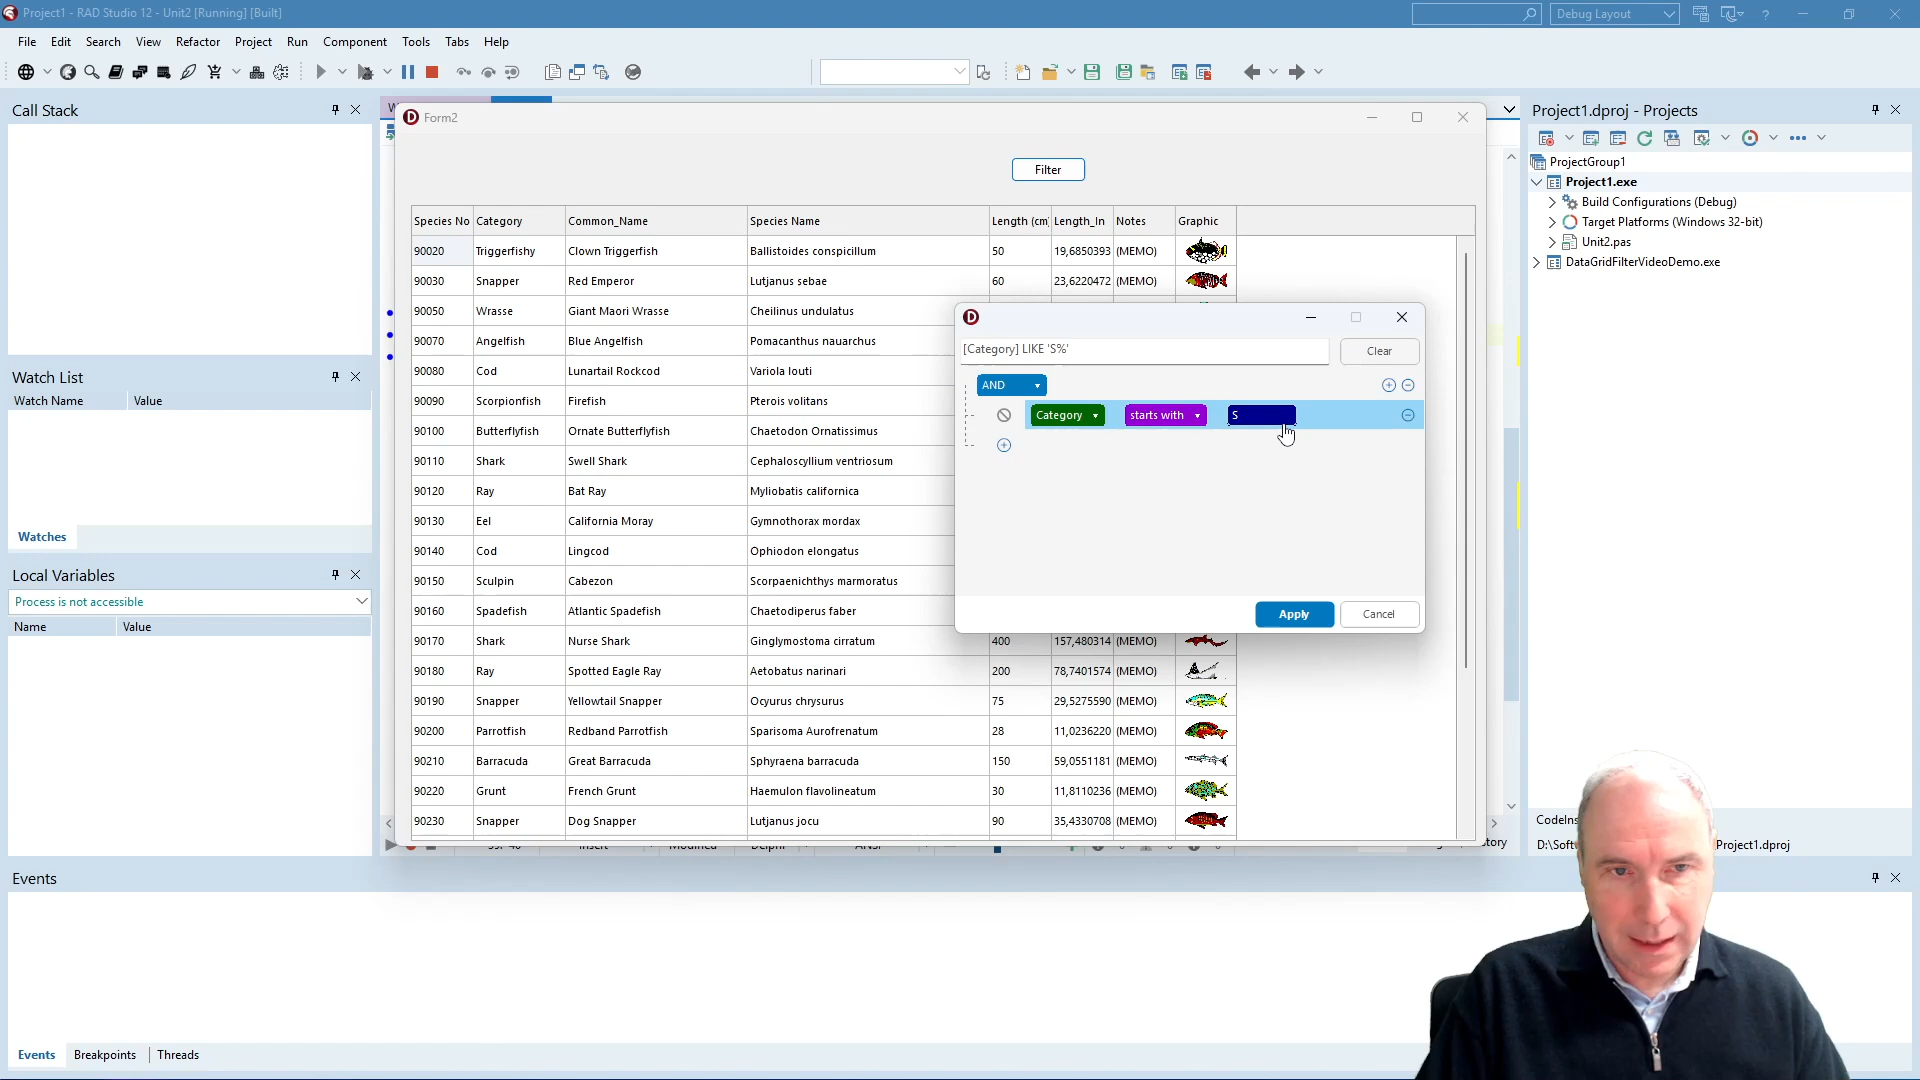 Project1 - RAD Studio 12 - Unit2 [Running] [Built]
Debug Layout
File Edit Search View Refactor Project Run Component Tools Tabs Help
Call Stack
Form2
Project1.dproj - Projects
ProjectGroup1
Project1.exe
Build Configurations (Debug)
Target Platforms (Windows 32-bit)
Unit2.pas
DataGridFilterVideoDemo.exe
Filter
Species No Category Common_Name Species Name Length (cm Length_In Notes Graphic
90020 Triggerfishy Clown Triggerfish Ballistoides conspicillum 50 19,6850393 (MEMO)
90030 Snapper Red Emperor Lutjanus sebae 60 23,6220472 (MEMO)
90050 Wrasse Giant Maori Wrasse Cheilinus undulatus
90070 Angelfish Blue Angelfish Pomacanthus nauarchus
90080 Cod Lunartail Rockcod Variola louti
90090 Scorpionfish Firefish Pterois volitans
90100 Butterflyfish Ornate Butterflyfish Chaetodon Ornatissimus
90110 Shark Swell Shark Cephaloscyllium ventriosum
90120 Ray Bat Ray Myliobatis californica
90130 Eel California Moray Gymnothorax mordax
90140 Cod Lingcod Ophiodon elongatus
90150 Sculpin Cabezon Scorpaenichthys marmoratus
90160 Spadefish Atlantic Spadefish Chaetodiperus faber
90170 Shark Nurse Shark Ginglymostoma cirratum 400 157,480314 (MEMO)
90180 Ray Spotted Eagle Ray Aetobatus narinari 200 78,7401574 (MEMO)
90190 Snapper Yellowtail Snapper Ocyurus chrysurus 75 29,5275590 (MEMO)
90200 Parrotfish Redband Parrotfish Sparisoma Aurofrenatum 28 11,0236220 (MEMO)
90210 Barracuda Great Barracuda Sphyraena barracuda 150 59,0551181 (MEMO)
90220 Grunt French Grunt Haemulon flavolineatum 30 11,8110236 (MEMO)
90230 Snapper Dog Snapper Lutjanus jocu 90 35,4330708 (MEMO)
[Category] LIKE 'S%'
Clear
AND
Category starts with S
Apply Cancel
Watch List
Watch Name Value
Watches
Local Variables
Process is not accessible
Name Value
CodeIns
D:\Soft Project1.dproj
Events
Events Breakpoints Threads